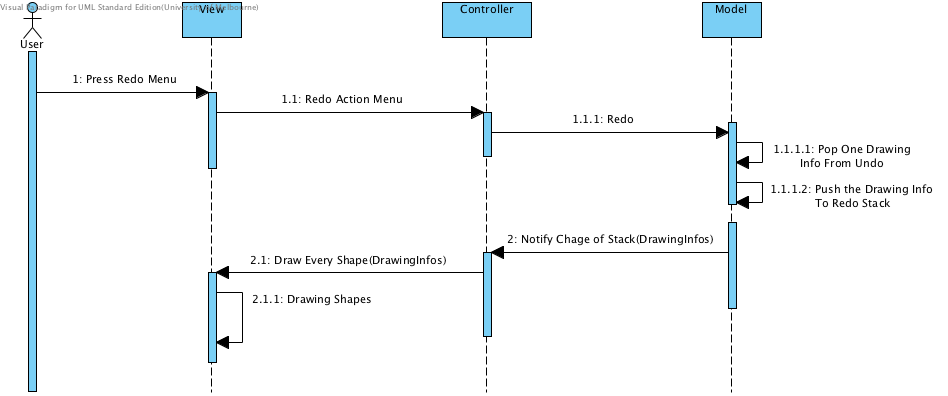 Visual Paradigm for UML Standard Edition(University of Melbourne)
View
Controller
Model
User
1: Press Redo Menu
1.1: Redo Action Menu
1.1.1: Redo
1.1.1.1: Pop One Drawing
Info From Undo
1.1.1.2: Push the Drawing Info
To Redo Stack
2: Notify Chage of Stack(DrawingInfos)
2.1: Draw Every Shape(DrawingInfos)
2.1.1: Drawing Shapes